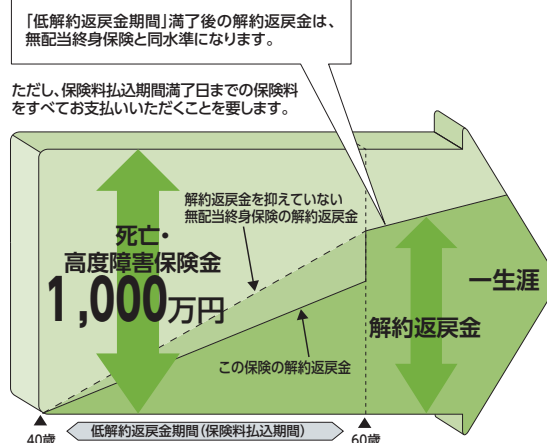 「低解約返戻金期間」満了後の解約返戻金は、
無配当終身保険と同水準になります。
ただし、保険料払込期間満了日までの保険料
をすべてお支払いいただくことを要します。
解約返戻金を抑えていない
無配当終身保険の解約返戻金
死亡・
高度障害保険金
1,000万円
一生涯
解約返戻金
この保険の解約返戻金
低解約返戻金期間(保険料払込期間)
40歳
60歳